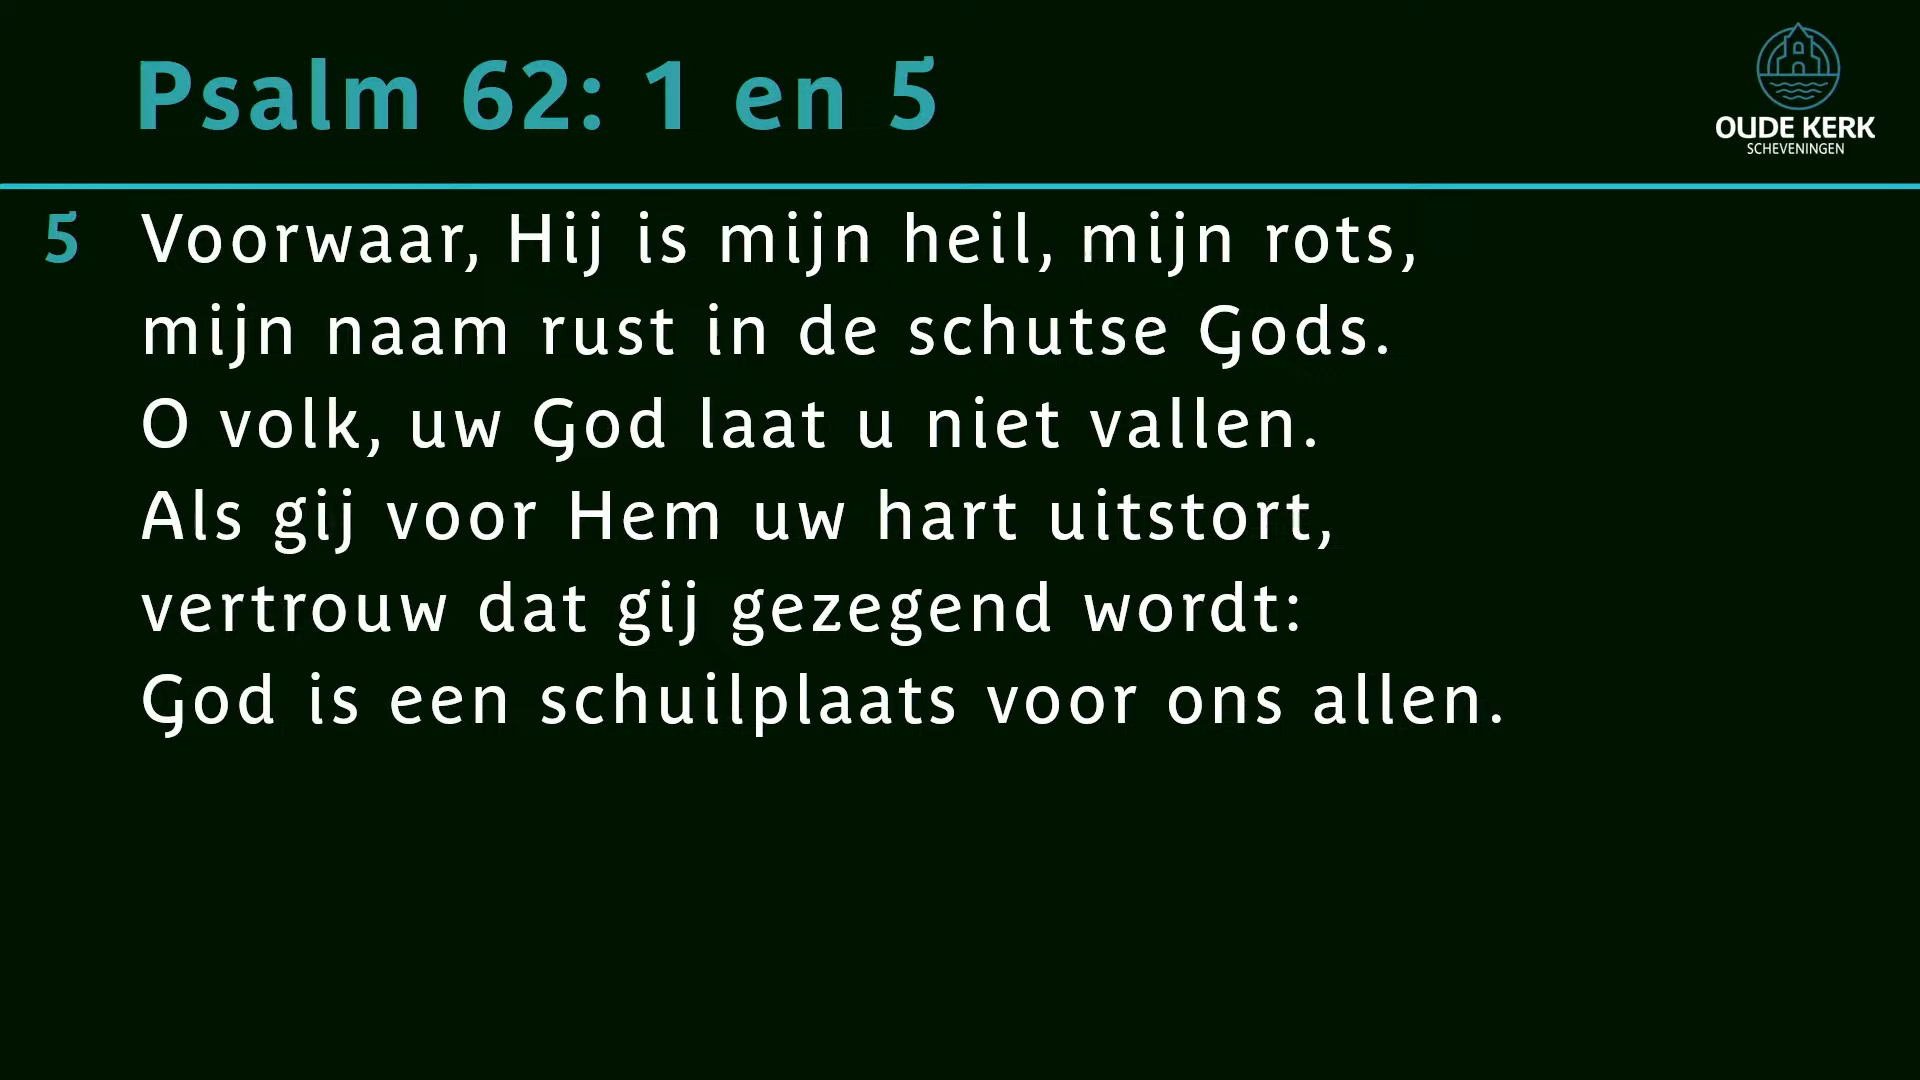 Psalm 62: 1 en 5
OUDE KERK
SCHEVENINGEN
5 Voorwaar, Hij is mijn heil, mijn rots,
mijn naam rust in de schutse Gods.
O volk, uw God laat u niet vallen.
Als gij voor Hem uw hart uitstort,
vertrouw dat gij gezegend wordt:
God is een schuilplaats voor ons allen.